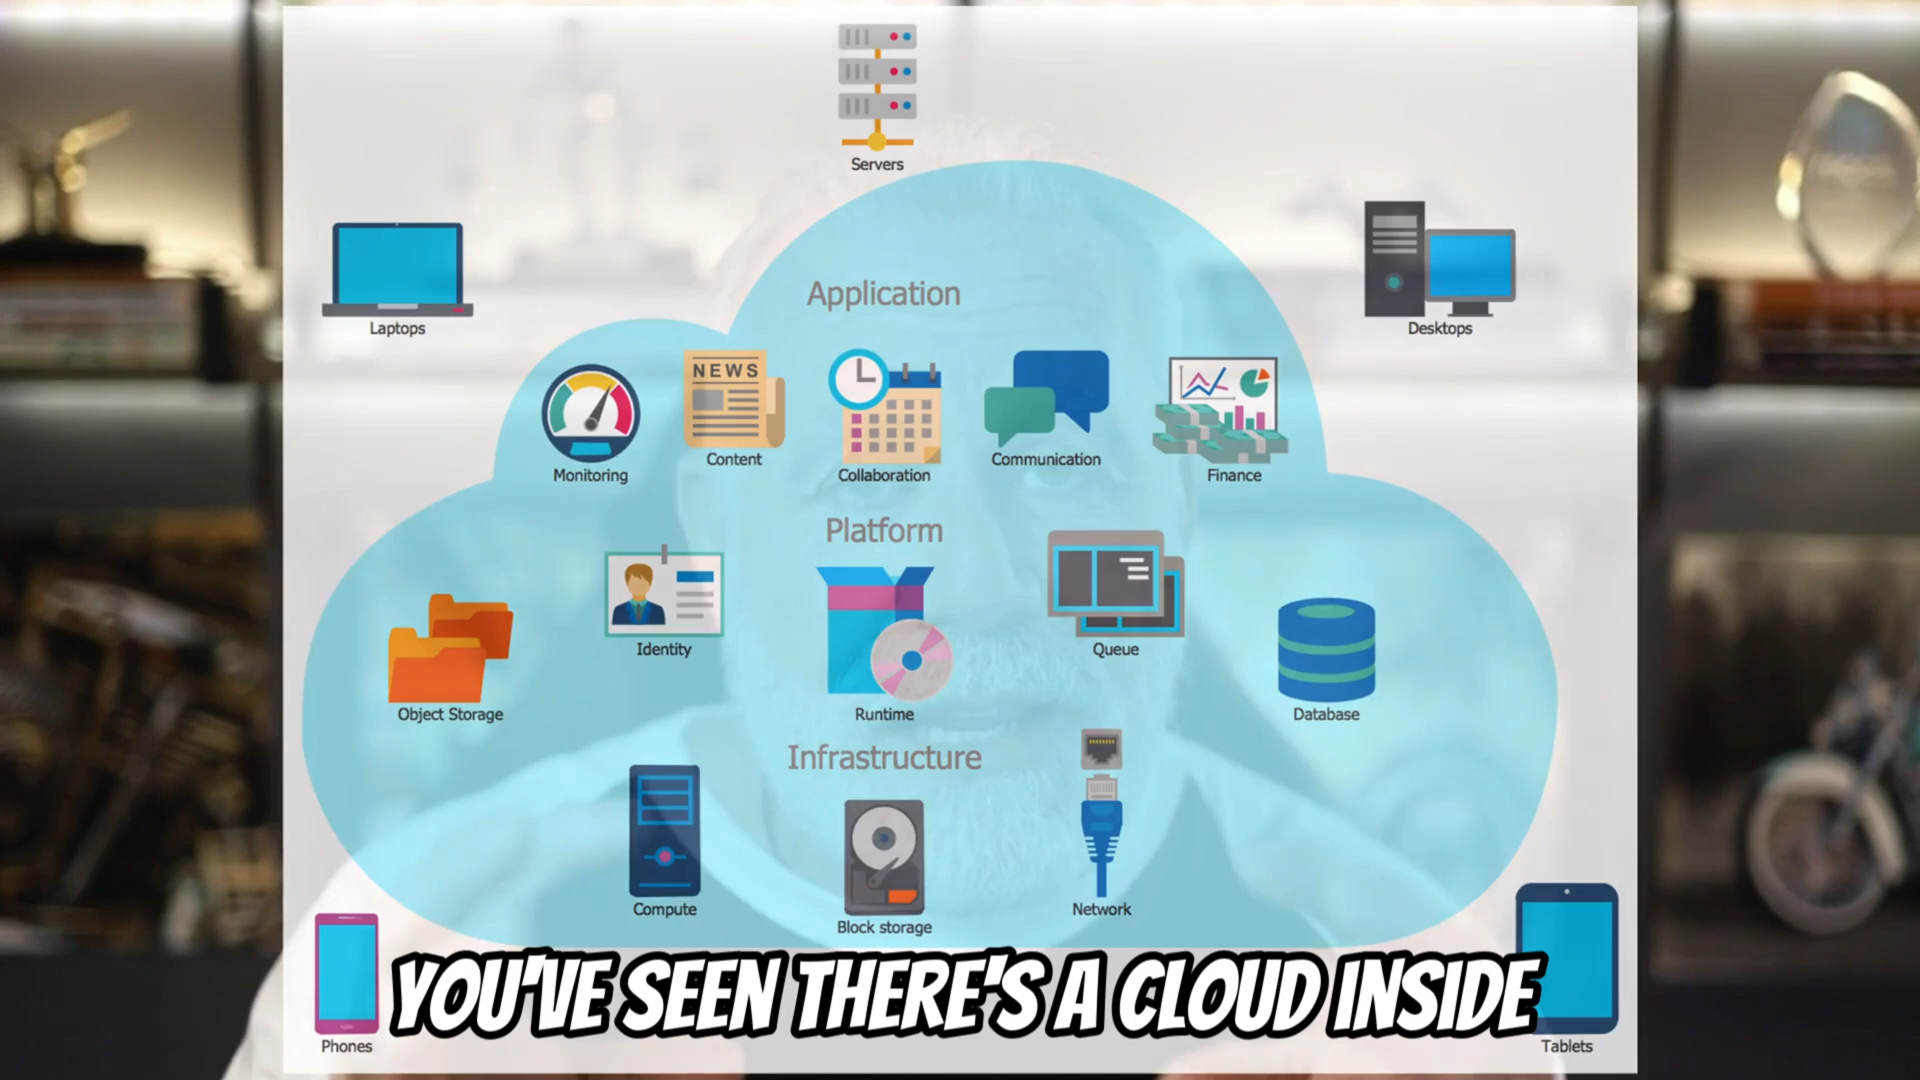 Servers
Laptops
Desktops
Application
NEWS
Monitoring
Content
Collaboration
Communication
Finance
Platform
Identity
Queue
Object Storage
Runtime
Database
Infrastructure
Compute
Block storage
Network
YOU'VE SEEN THERE'S A CLOUD INSIDE
Phones
Tablets